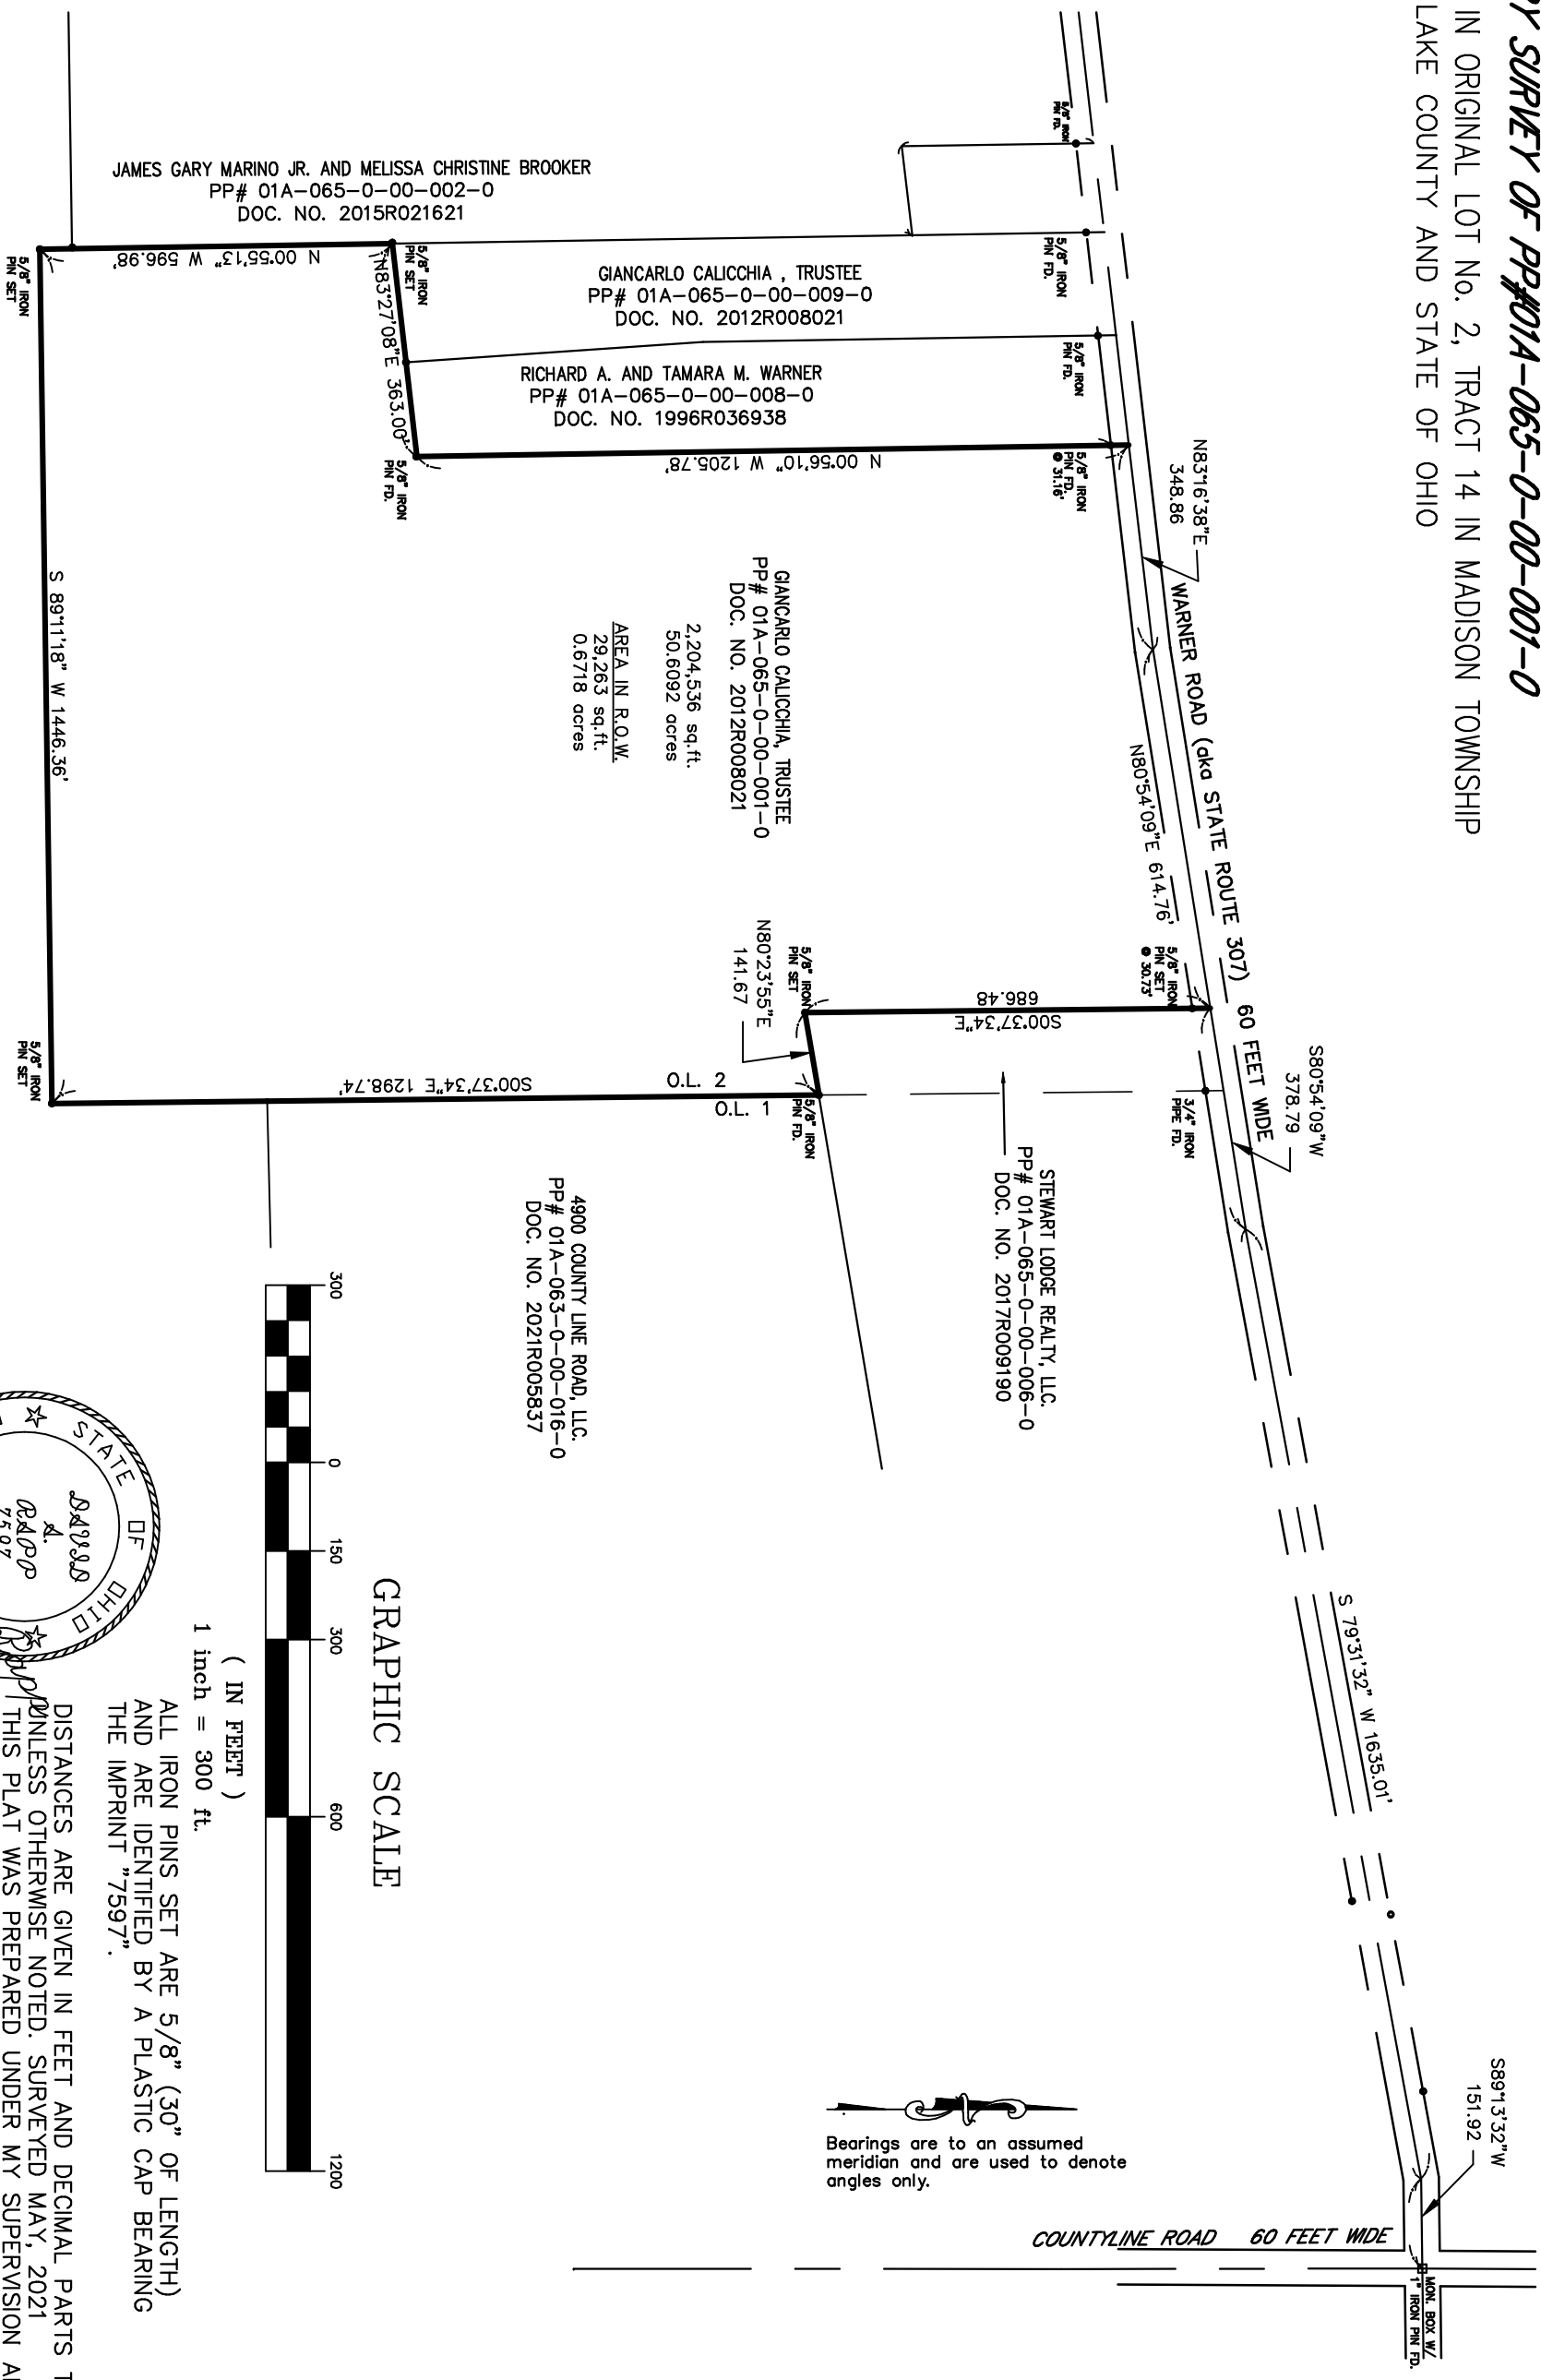 PY SURVEY OF PP#01A-065-0-00-001-0
IN ORIGINAL LOT No. 2, TRACT 14 IN MADISON TOWNSHIP
LAKE COUNTY AND STATE OF OHIO
5/8" IRON
PIN FD.
JAMES GARY MARINO JR. AND MELISSA CHRISTINE BROOKER
PP# 01A-065-0-00-002-0
DOC. NO. 2015R021621
N 00°55'13" W 596.98'
5/8" IRON
PIN SET
5/8" IRON
PIN SET
N83°27'08"E 363.00'
GIANCARLO CALICCHIA , TRUSTEE
PP# 01A-065-0-00-009-0
DOC. NO. 2012R008021
5/8" IRON
PIN FD.
RICHARD A. AND TAMARA M. WARNER
PP# 01A-065-0-00-008-0
DOC. NO. 1996R036938
5/8" IRON
PIN FD.
N 00°56'10" W 1205.78'
5/8" IRON
PIN FD.
5/8" IRON
PIN FD.
@ 31.16'
N83°16'38"E
348.86
WARNER ROAD (aka STATE ROUTE 307) 60 FEET WIDE
N80°54'09"E 614.76'
GIANCARLO CALICCHIA, TRUSTEE
PP# 01A-065-0-00-001-0
DOC. NO. 2012R008021
2,204,536 sq.ft.
50.6092 acres
AREA IN R.O.W.
29,263 sq.ft.
0.6718 acres
S 89°11'18" W 1446.36'
5/8" IRON
PIN SET
@ 30.73'
5/8" IRON
PIN SET
N80°23'55"E
141.67
686.48
S00°37'34"E
S00°37'34"E 1298.74'
O.L. 2
O.L. 1
5/8" IRON
PIN FD.
5/8" IRON
PIN SET
3/4" IRON
PIPE FD.
S80°54'09"W
378.79
STEWART LODGE REALTY, LLC.
PP# 01A-065-0-00-006-0
DOC. NO. 2017R009190
4900 COUNTY LINE ROAD, LLC.
PP# 01A-063-0-00-016-0
DOC. NO. 2021R005837
S 79°31'32" W 1635.01'
S89°13'32"W
151.92
GRAPHIC SCALE
300 0 150 300 600 1200
( IN FEET )
1 inch = 300 ft.
Bearings are to an assumed
meridian and are used to denote
angles only.
COUNTYLINE ROAD 60 FEET WIDE
MON. BOX W/
1" IRON PIN FD.
ALL IRON PINS SET ARE 5/8" (30" OF LENGTH)
AND ARE IDENTIFIED BY A PLASTIC CAP BEARING
THE IMPRINT "7597".
DISTANCES ARE GIVEN IN FEET AND DECIMAL PARTS T
UNLESS OTHERWISE NOTED. SURVEYED MAY, 2021
THIS PLAT WAS PREPARED UNDER MY SUPERVISION A
STATE OF OHIO
DAVID
A.
RAPP
7597
Rapp